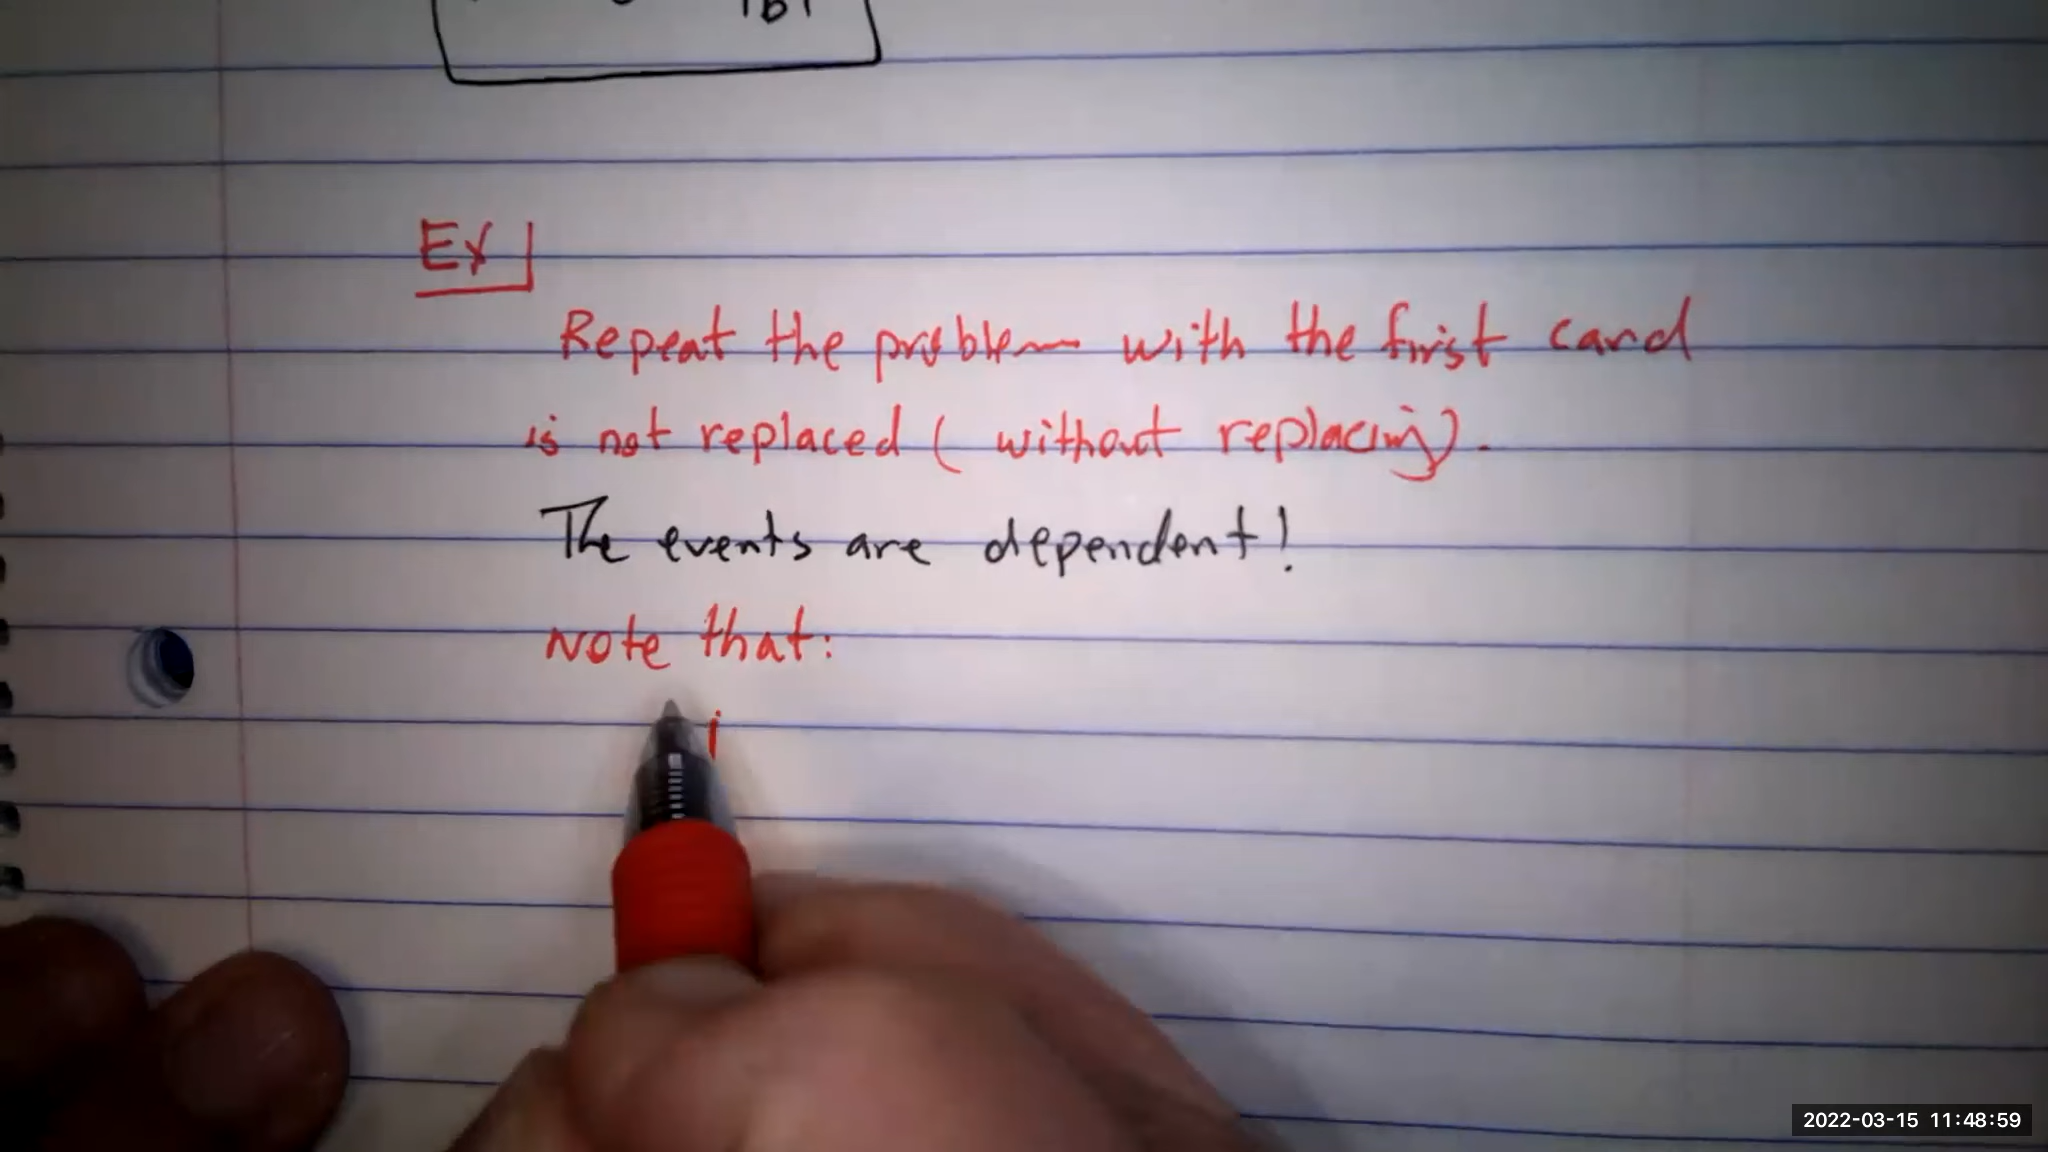 Ex
Repeat the problem with the first card
is not replaced ( without replacing).
The events are dependent!
Note that:
2022-03-15 11:48:59